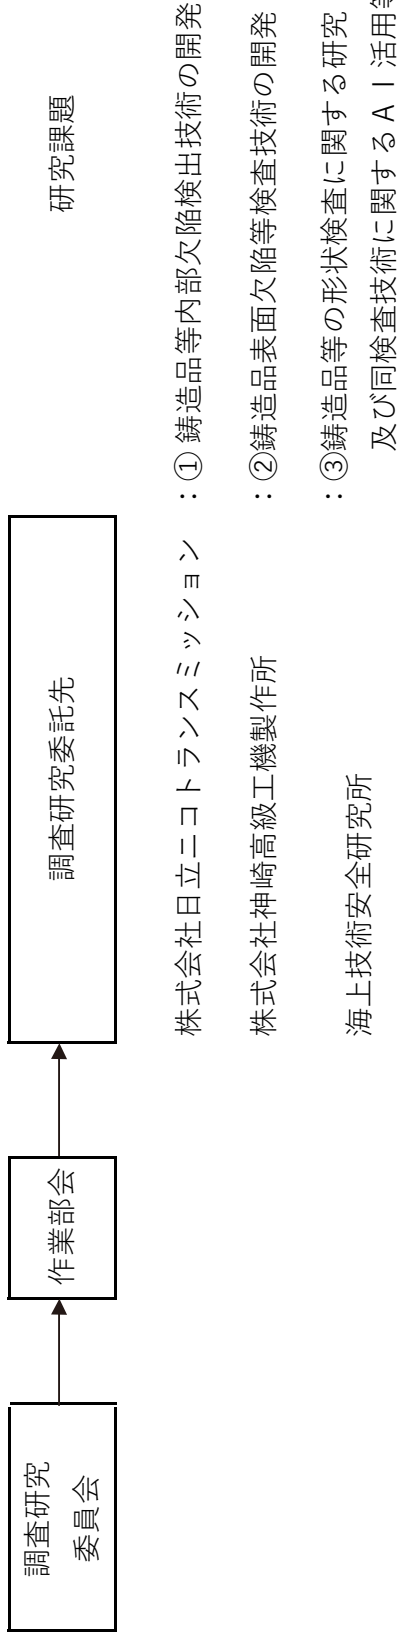 調査研究
委員会
作業部会
調査研究委託先
研究課題
株式会社日立ニコトランスミッション :① 鋳造品等内部欠陥検出技術の開発
株式会社神崎高級工機製作所 :②鋳造品表面欠陥等検査技術の開発
海上技術安全研究所 :③鋳造品等の形状検査に関する研究
及び同検査技術に関するAI活用等